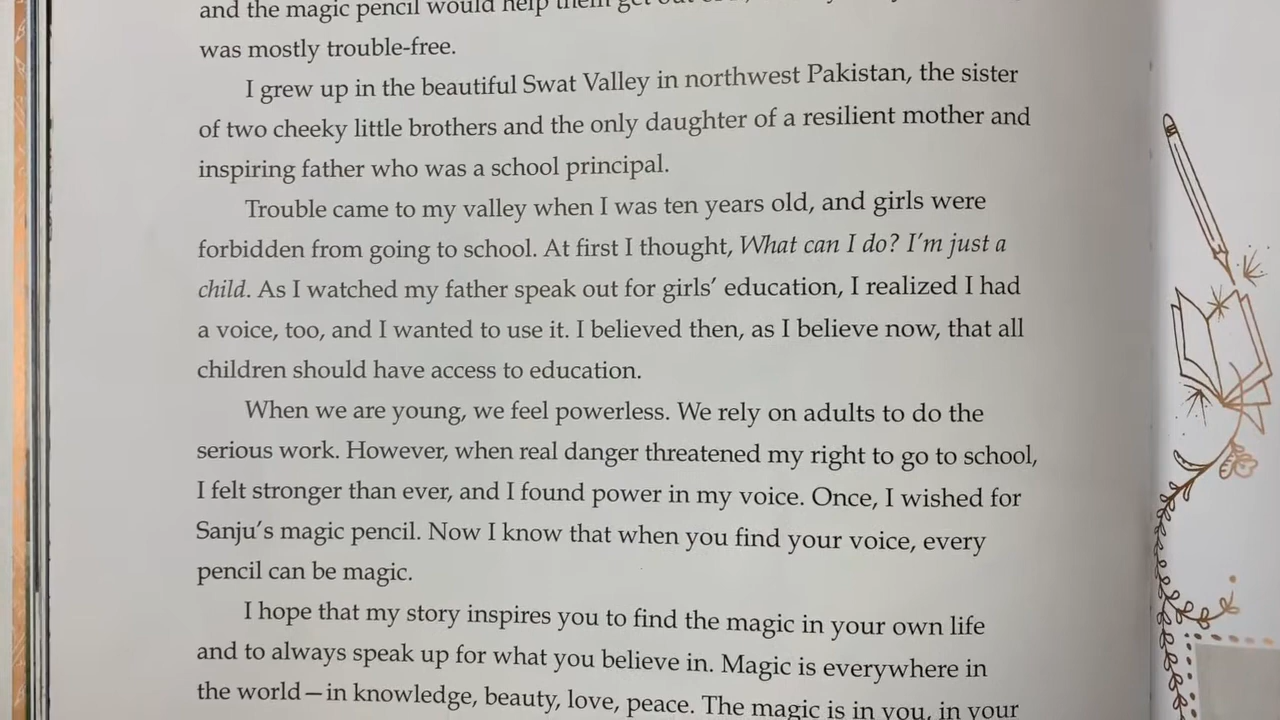 and the magic pencil would help them get out
was mostly trouble-free.
I grew up in the beautiful Swat Valley in northwest Pakistan, the sister
of two cheeky little brothers and the only daughter of a resilient mother and
inspiring father who was a school principal.
Trouble came to my valley when I was ten years old, and girls were
forbidden from going to school. At first I thought, What can I do? I'm just a
child. As I watched my father speak out for girls' education, I realized I had
a voice, too, and I wanted to use it. I believed then, as I believe now, that all
children should have access to education.
When we are young, we feel powerless. We rely on adults to do the
serious work. However, when real danger threatened my right to go to school,
I felt stronger than ever, and I found power in my voice. Once, I wished for
Sanju's magic pencil. Now I know that when you find your voice, every
pencil can be magic.
I hope that my story inspires you to find the magic in your own life
and to always speak up for what you believe in. Magic is everywhere in
the world—in knowledge, beauty, love, peace. The magic is in you, in your